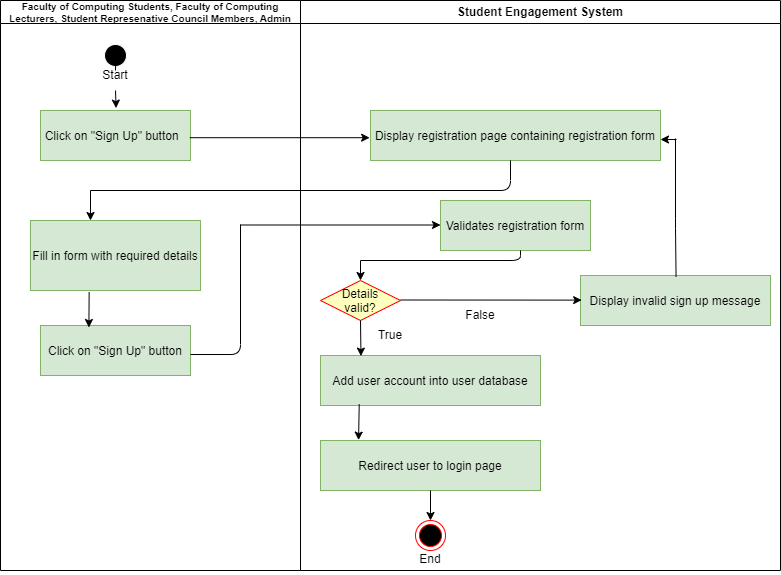 Faculty of Computing Students, Faculty of Computing
Lecturers, Student Represenative Council Members, Admin
Student Engagement System
Start
Click on "Sign Up" button
Display registration page containing registration form
Fill in form with required details
Validates registration form
Details
valid?
False
Display invalid sign up message
True
Click on "Sign Up" button
Add user account into user database
Redirect user to login page
End